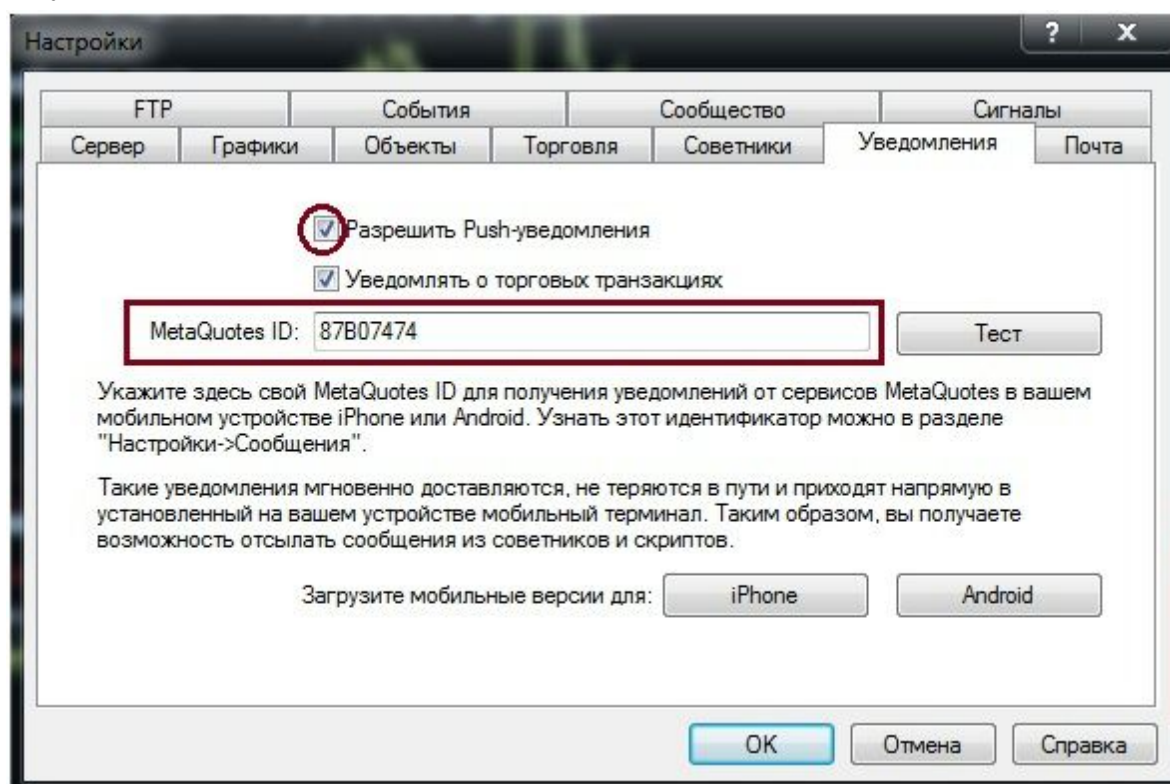 Настройки
? X
FTP События Сообщество Сигналы
Сервер Графики Объекты Торговля Советники Уведомления Почта
Разрешить Push-уведомления
Уведомлять о торговых транзакциях
MetaQuotes ID: 87B07474 Тест
Укажите здесь свой MetaQuotes ID для получения уведомлений от сервисов MetaQuotes в вашем
мобильном устройстве iPhone или Android. Узнать этот идентификатор можно в разделе
"Настройки->Сообщения".
Такие уведомления мгновенно доставляются, не теряются в пути и приходят напрямую в
установленный на вашем устройстве мобильный терминал. Таким образом, вы получаете
возможность отсылать сообщения из советников и скриптов.
Загрузите мобильные версии для: iPhone Android
OK Отмена Справка